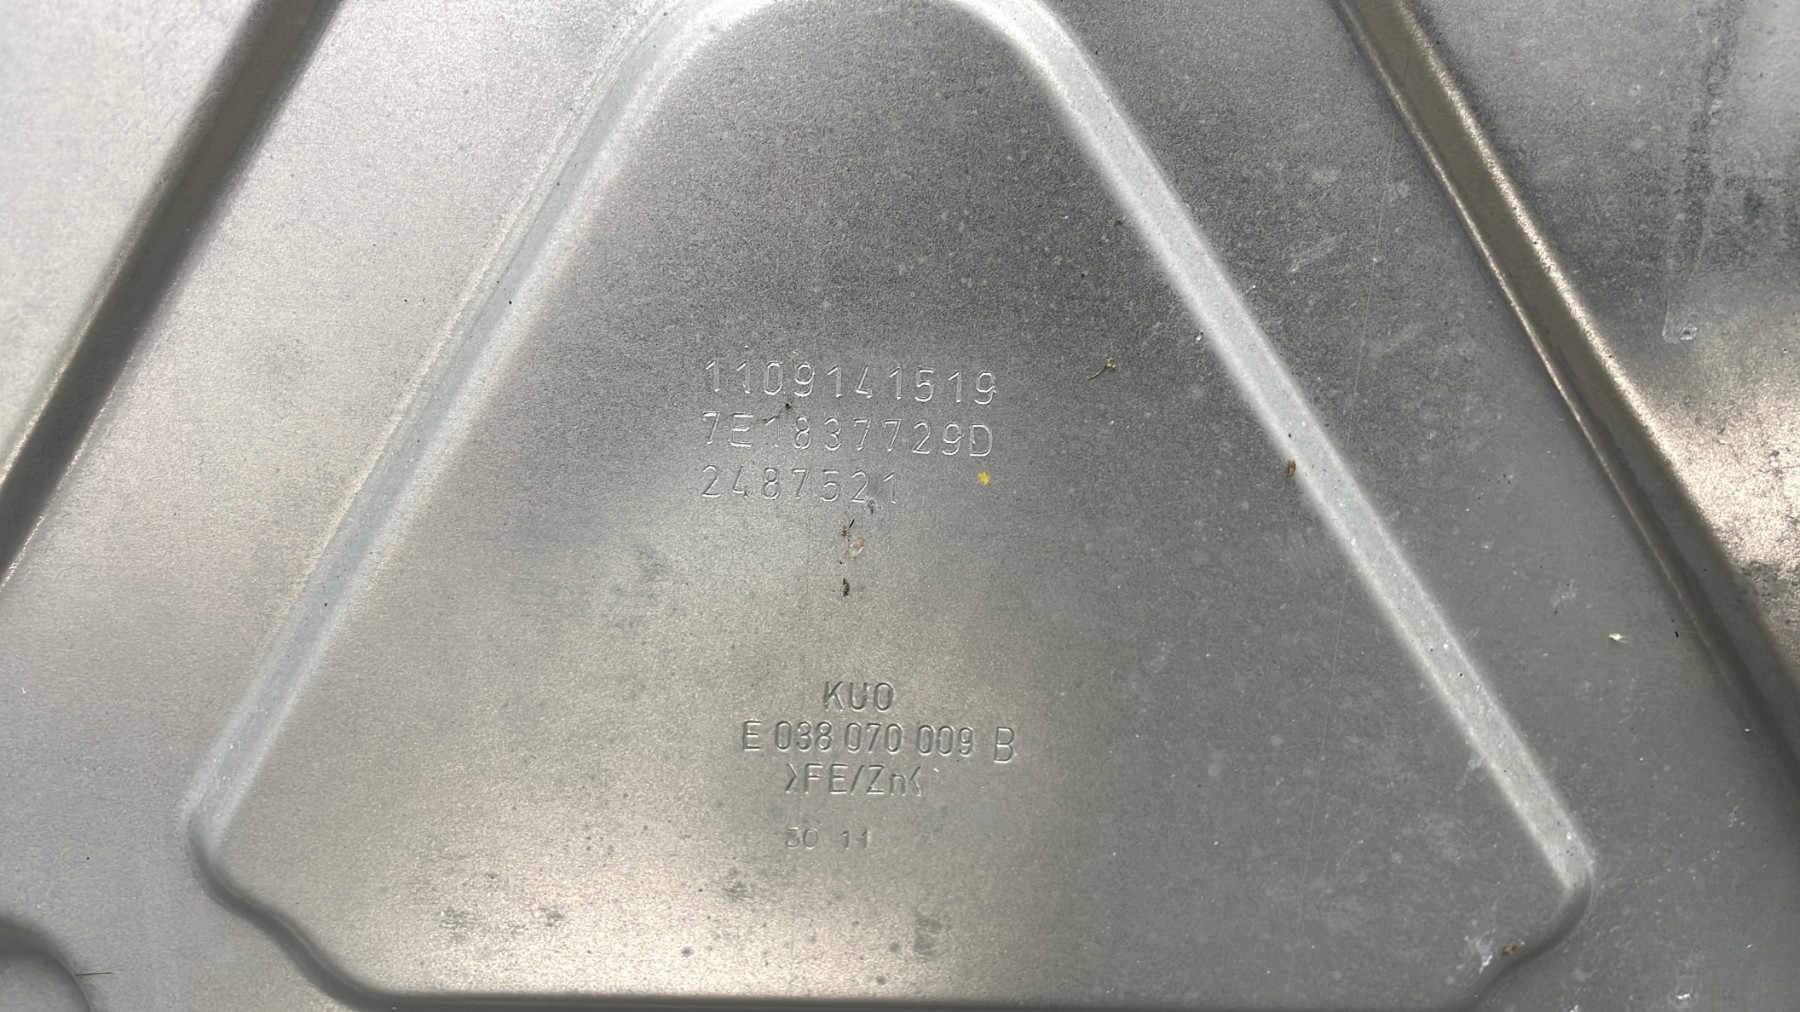 1109141519
7E1837729D
2487521
KUO
E 038 070 009 B
>FE/Zn<
30 11